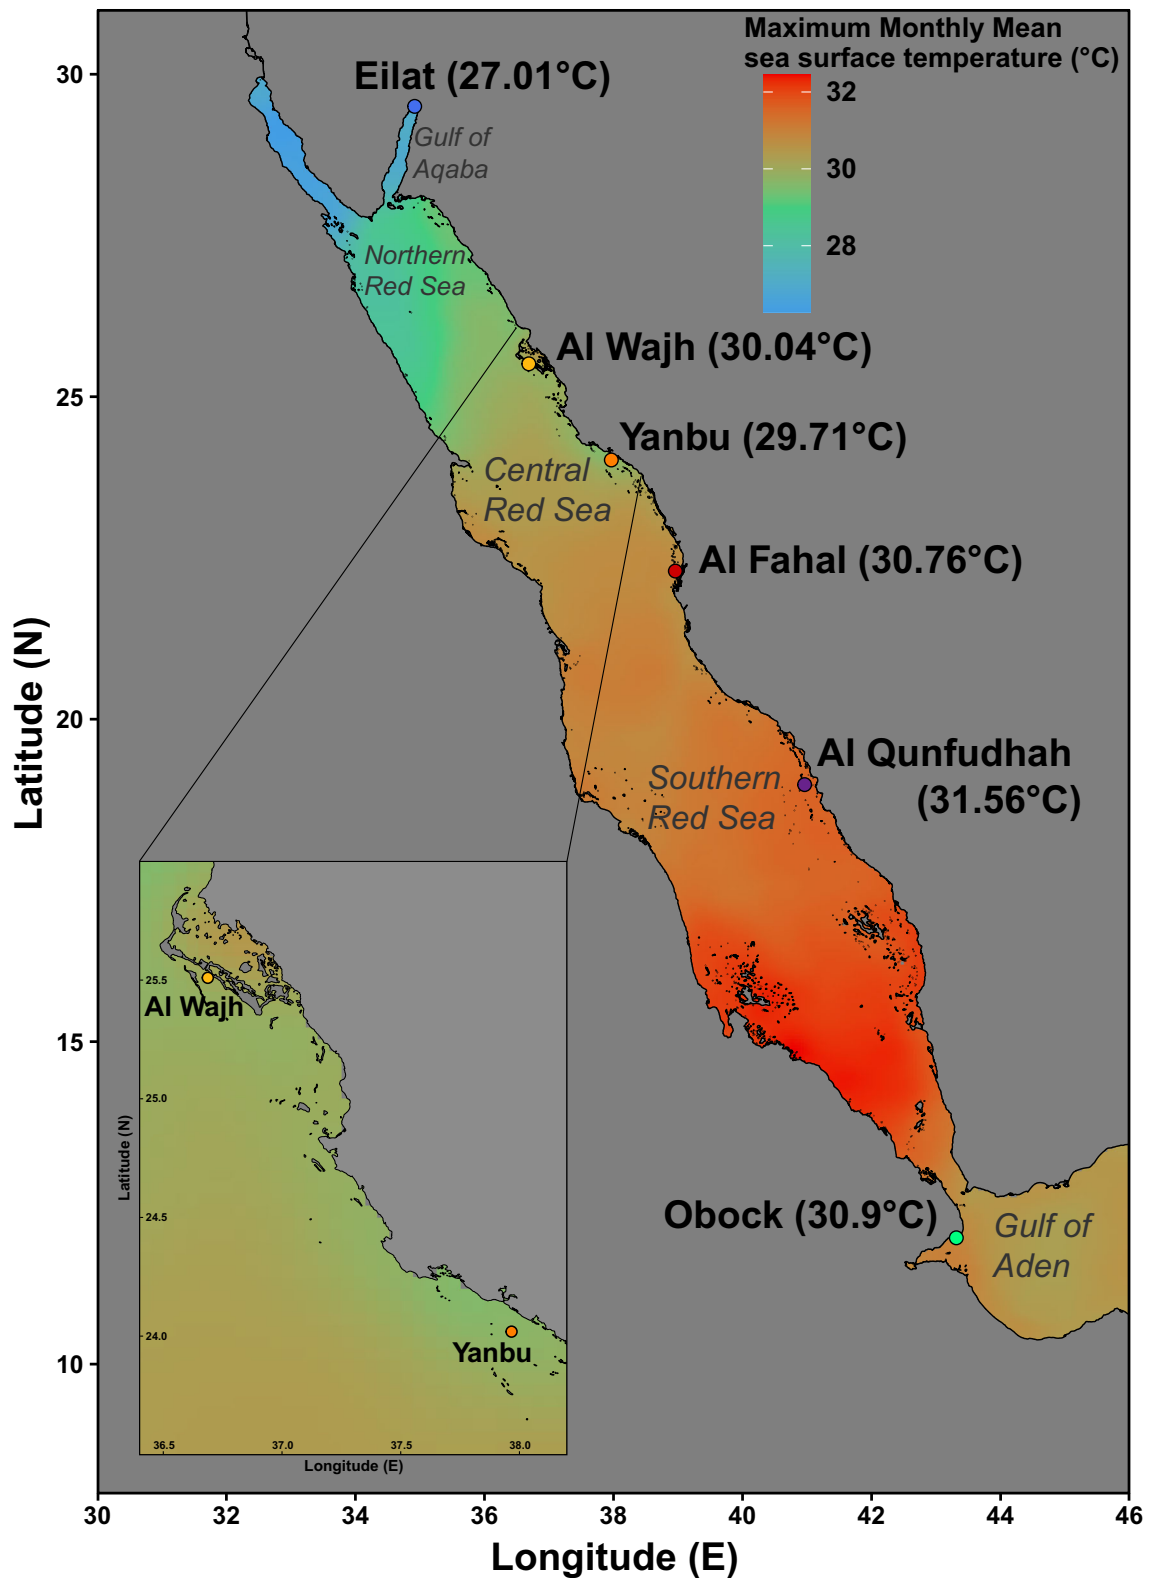 Maximum Monthly Mean
sea surface temperature (°C)
32
30
28
Eilat (27.01°C)
Gulf of
Aqaba
Northern
Red Sea
Al Wajh (30.04°C)
Yanbu (29.71°C)
Central
Red Sea
Al Fahal (30.76°C)
Al Qunfudhah
(31.56°C)
Southern
Red Sea
Obock (30.9°C)
Gulf of
Aden
Latitude (N)
30
25
20
15
10
30
32
34
36
38
40
42
44
46
Longitude (E)
Al Wajh
Yanbu
Latitude (N)
25.5
25.0
24.5
24.0
36.5
37.0
37.5
38.0
Longitude (E)